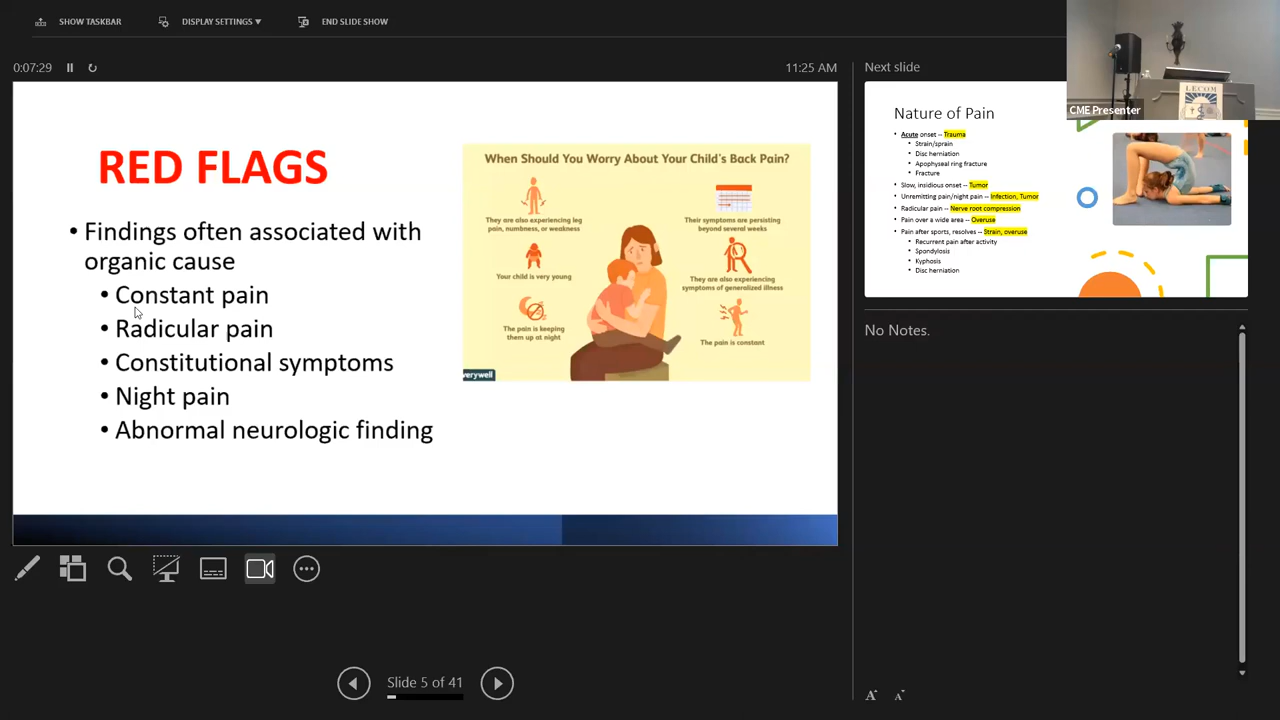 SHOW TASKBAR
DISPLAY SETTINGS ▼
END SLIDE SHOW
0:07:29
11:25 AM
RED FLAGS
• Findings often associated with
organic cause
• Constant pain
• Radicular pain
• Constitutional symptoms
• Night pain
• Abnormal neurologic finding
When Should You Worry About Your Child's Back Pain?
They are also experiencing leg
pain, numbness, or weakness
Their symptoms are persisting
beyond several weeks
Your child is very young
They are also experiencing
symptoms of generalized illness
The pain is keeping
them up at night
The pain is constant
verywell
Slide 5 of 41
Next slide
CME Presenter
LECOM
Nature of Pain
• Acute onset -- Trauma
• Strain/sprain
• Disc herniation
• Apophyseal ring fracture
• Fracture
• Slow, insidious onset -- Tumor
• Unremitting pain/night pain -- Infection, Tumor
• Radicular pain -- Nerve root compression
• Pain over a wide area -- Overuse
• Pain after sports, resolves -- Strain, overuse
• Recurrent pain after activity
• Spondylosis
• Kyphosis
• Disc herniation
No Notes.
A A